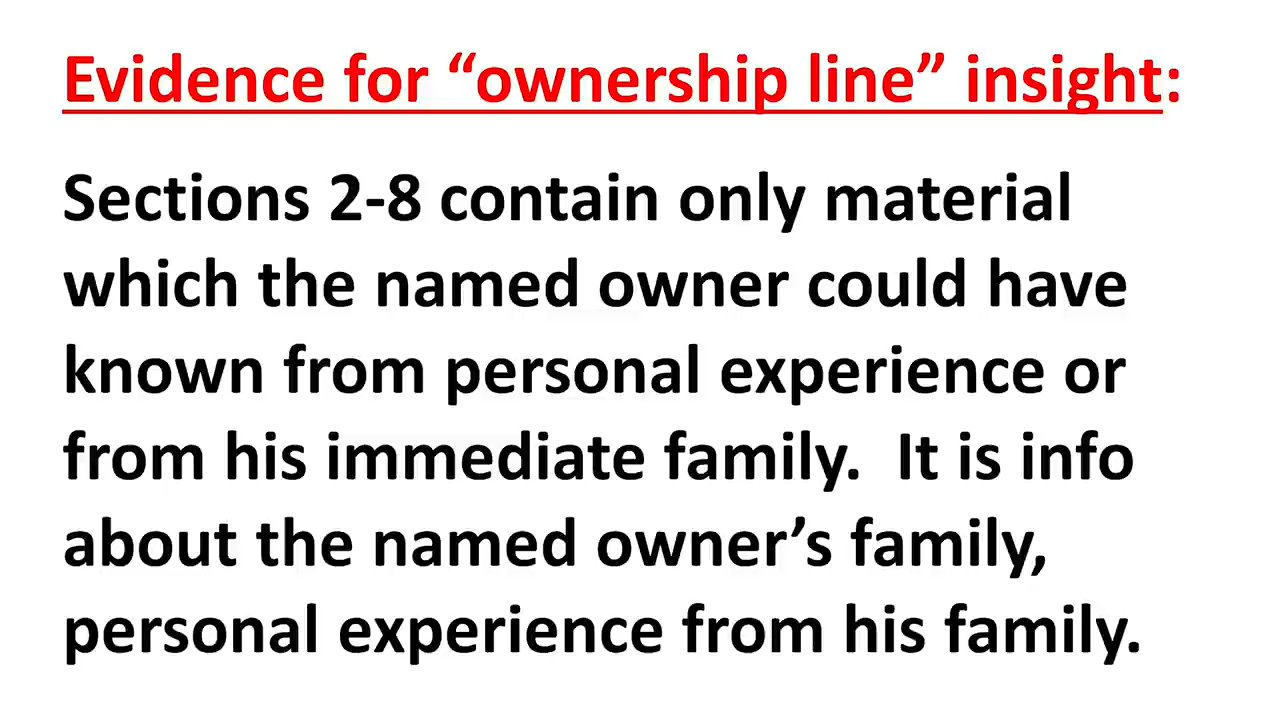 Evidence for “ownership line” insight:
Sections 2-8 contain only material
which the named owner could have
known from personal experience or
from his immediate family.  It is info
about the named owner’s family,
personal experience from his family.